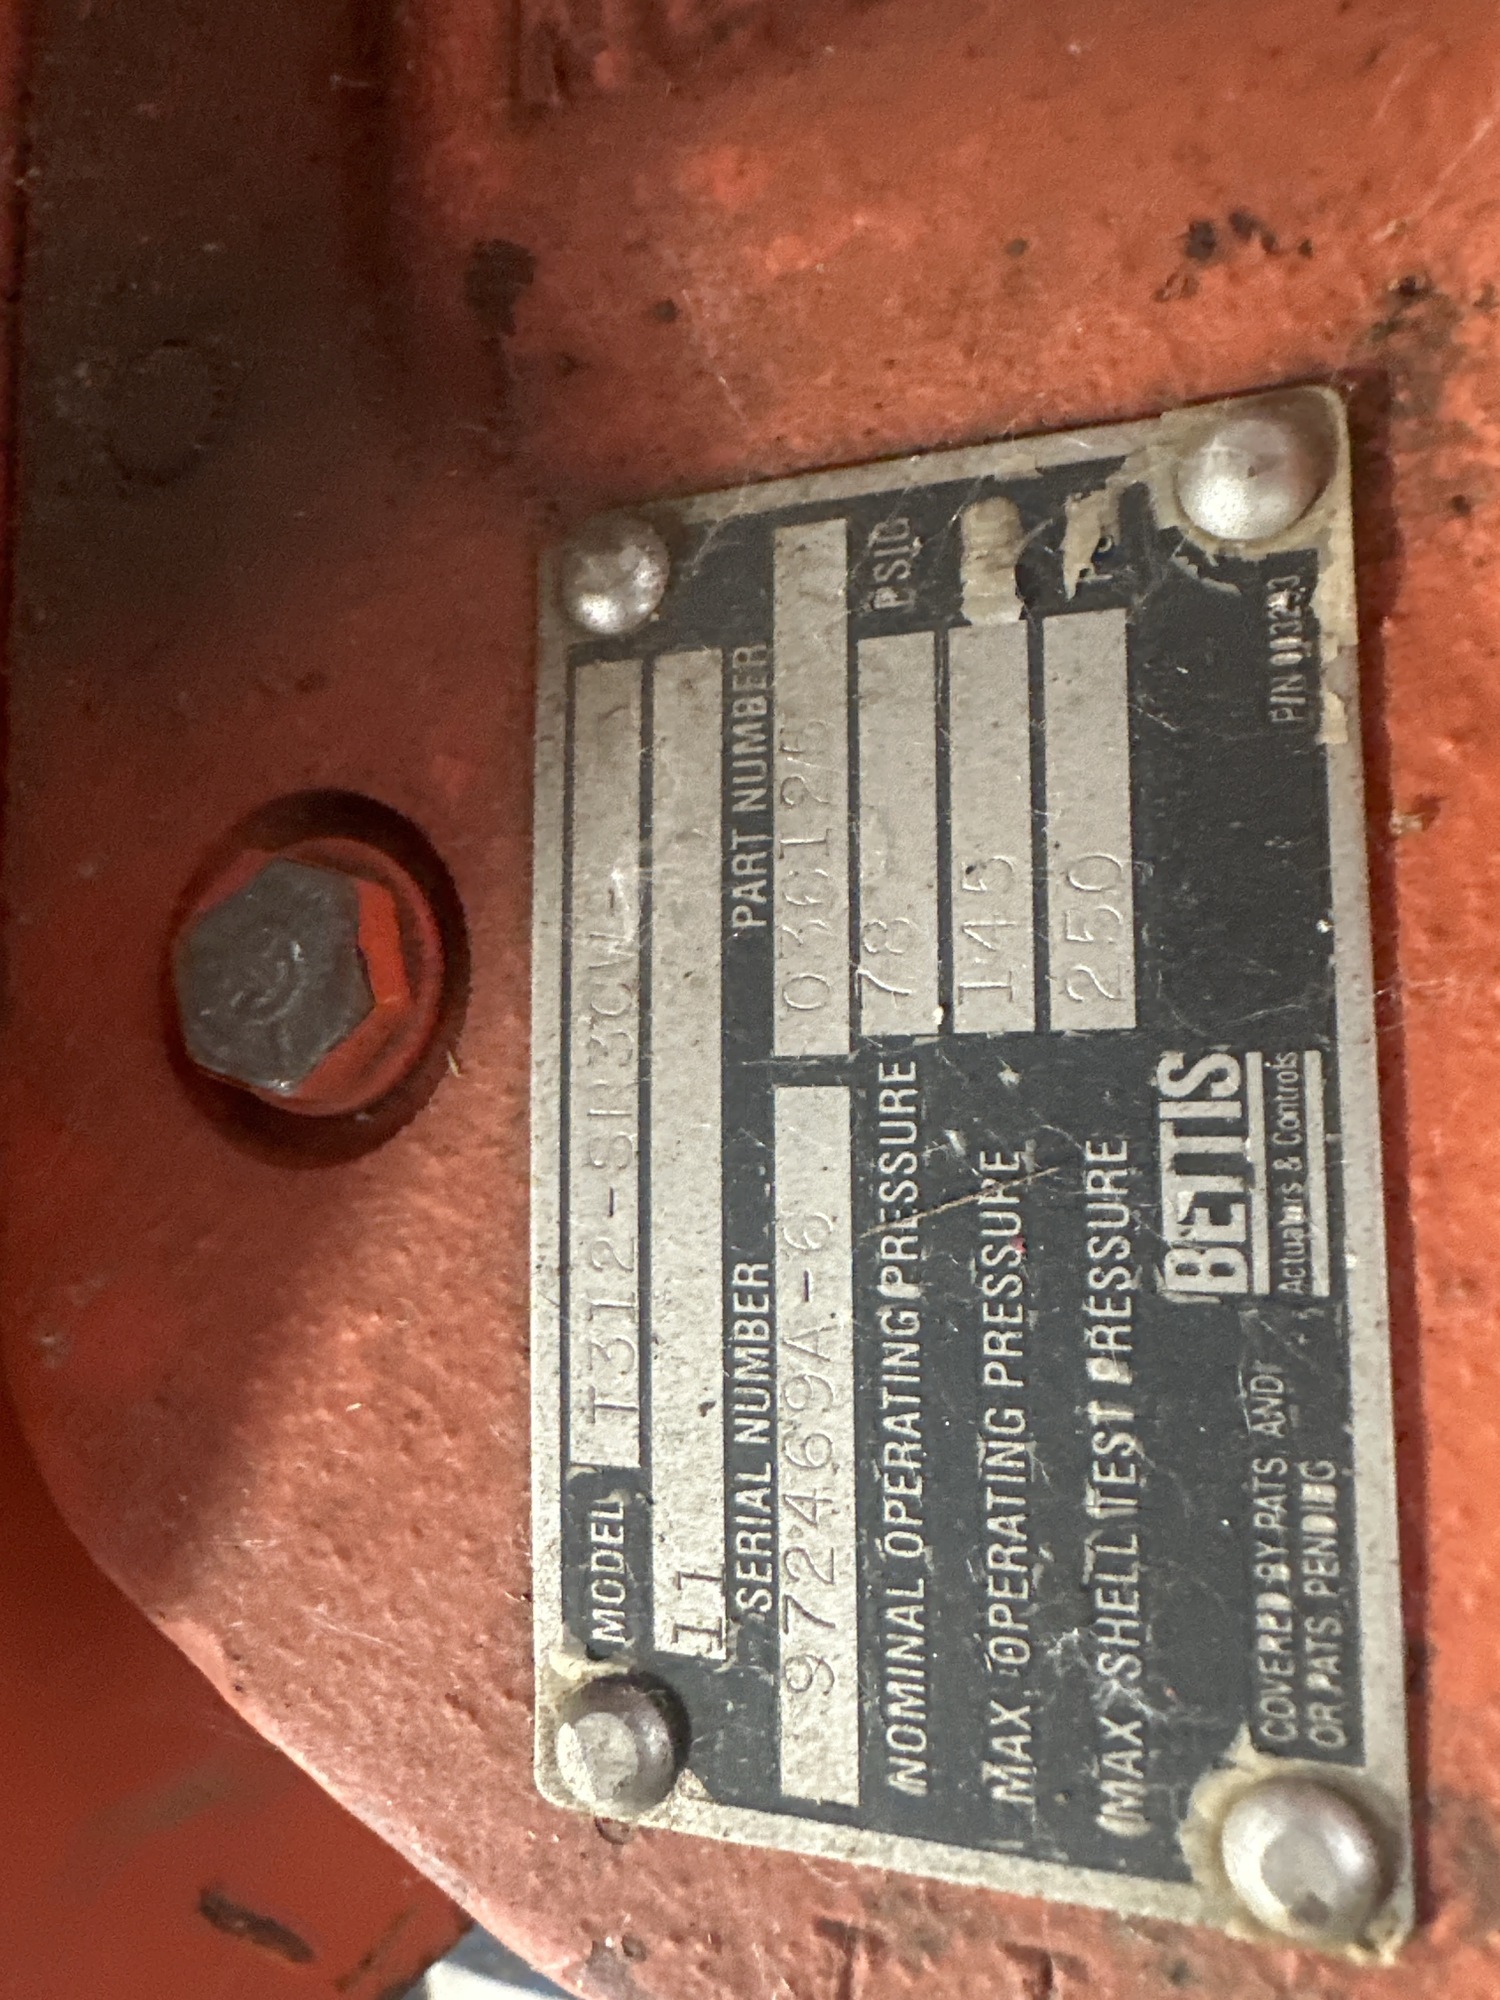 MODEL T312-SR3CW-
11
SERIAL NUMBER PART NUMBER
972469A-6
NOMINAL OPERATING PRESSURE 78 PSIG
MAX OPERATING PRESSURE 145
MAX SHELL TEST PRESSURE 250
COVERED BY PATS. AND
OR PATS. PENDING
BETTIS
Actuators & Controls
P/N 013293